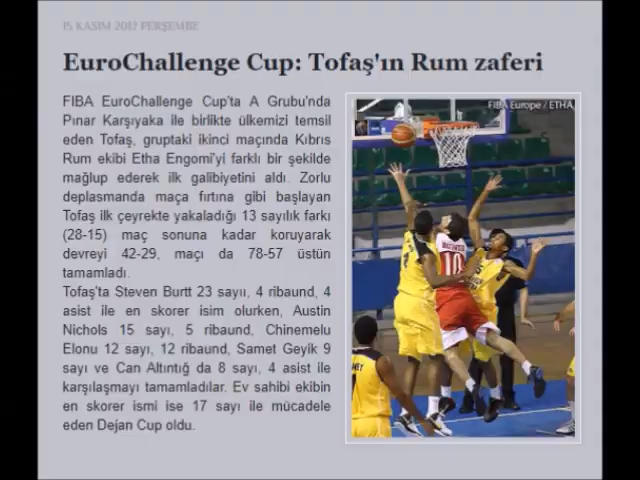 15 KASIM 2012 PERŞEMBE
EuroChallenge Cup: Tofaş'ın Rum zaferi
FIBA EuroChallenge Cup'ta A Grubu'nda
Pınar Karşıyaka ile birlikte ülkemizi temsil
eden Tofaş, gruptaki ikinci maçında Kıbrıs
Rum ekibi Etha Engomi'yi farklı bir şekilde
mağlup ederek ilk galibiyetini aldı. Zorlu
deplasmanda maça fırtına gibi başlayan
Tofaş ilk çeyrekte yakaladığı 13 sayılık farkı
(28-15) maç sonuna kadar koruyarak
devreyi 42-29, maçı da 78-57 üstün
tamamladı.
Tofaş'ta Steven Burtt 23 sayıı, 4 ribaund, 4
asist ile en skorer isim olurken, Austin
Nichols 15 sayı, 5 ribaund, Chinemelu
Elonu 12 sayı, 12 ribaund, Samet Geyik 9
sayı ve Can Altıntığ da 8 sayı, 4 asist ile
karşılaşmayı tamamladılar. Ev sahibi ekibin
en skorer ismi ise 17 sayı ile mücadele
eden Dejan Cup oldu.
FIBA Europe / ETHA
10